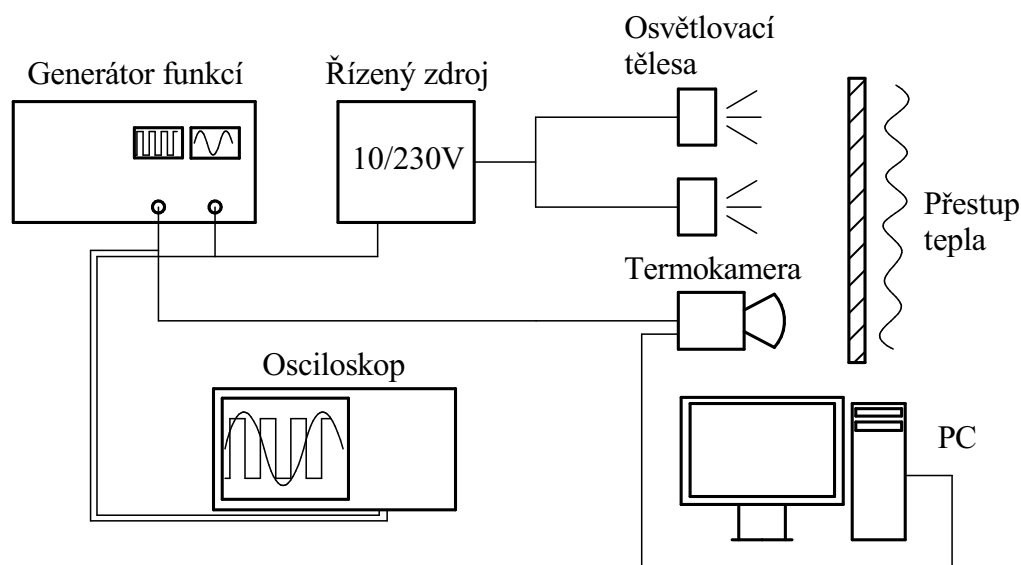 Generátor funkcí
Řízený zdroj
10/230V
Osvětlovací
tělesa
Přestup
tepla
Termokamera
Osciloskop
PC